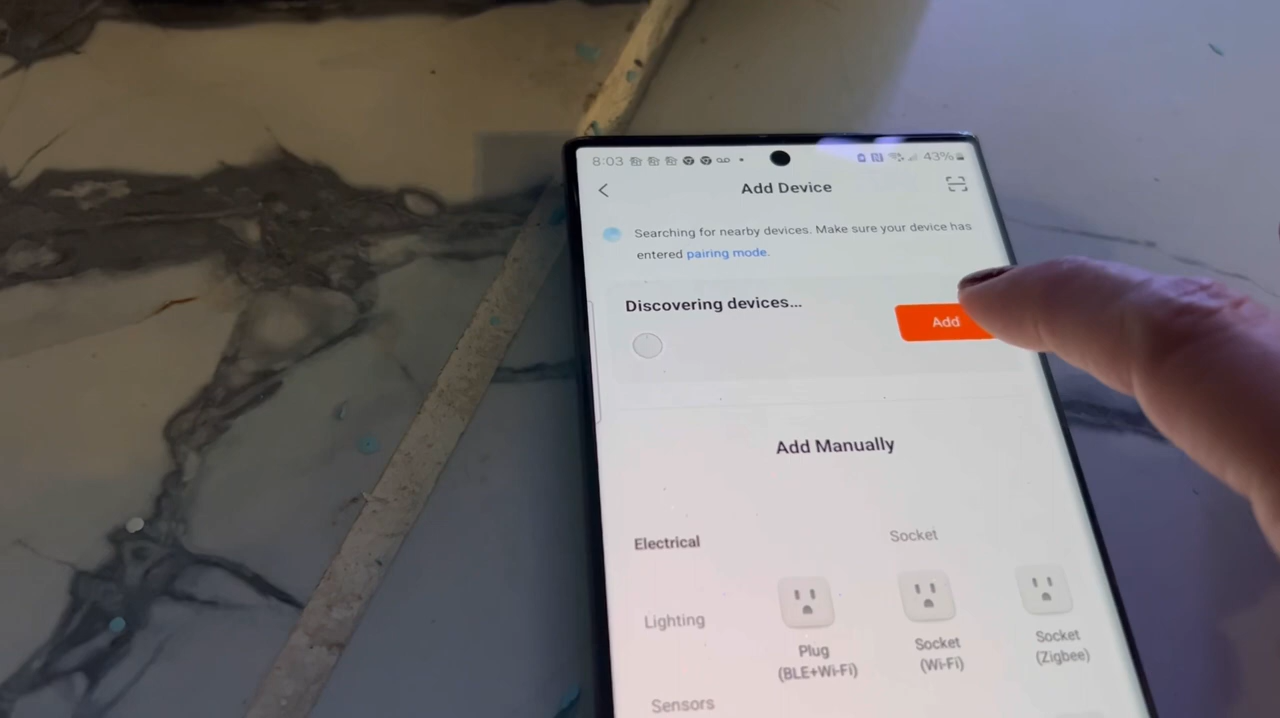 8:03
43%
Add Device
Searching for nearby devices. Make sure your device has
entered pairing mode.
Discovering devices...
Add
Add Manually
Electrical
Socket
Lighting
Plug
(BLE+Wi-Fi)
Socket
(Wi-Fi)
Socket
(Zigbee)
Sensors